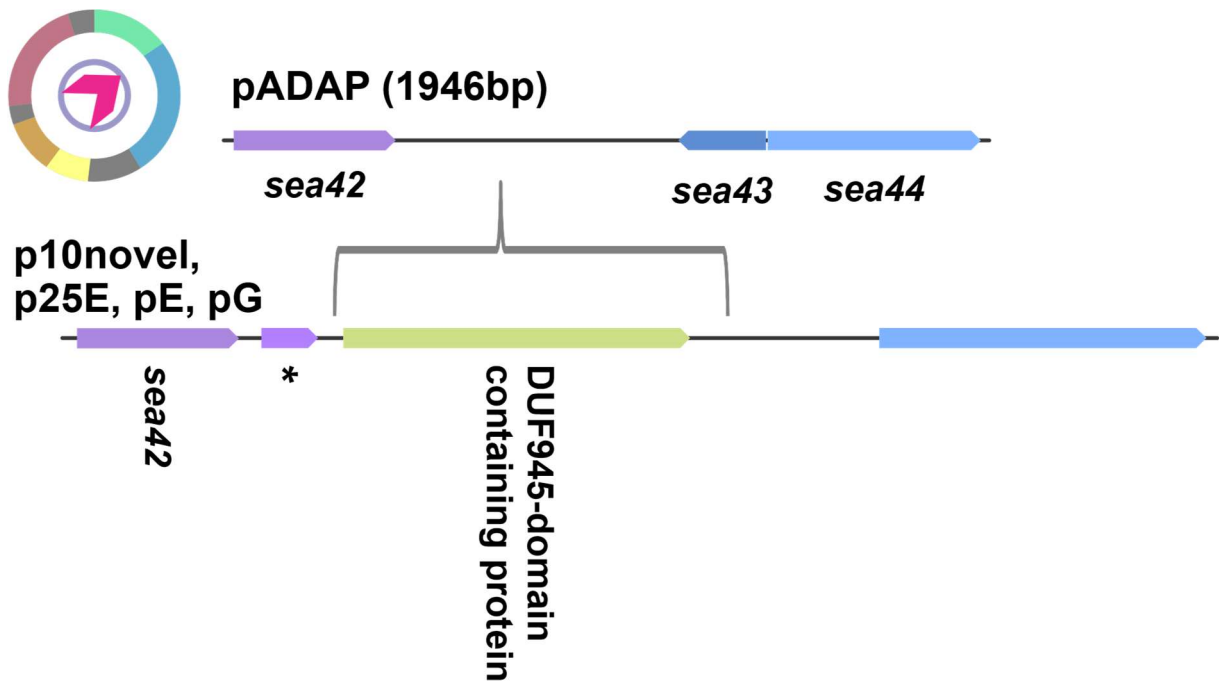 pADAP (1946bp)
sea42
sea43
sea44
p10novel,
p25E, pE, pG
sea42
*
DUF945-domain
containing protein